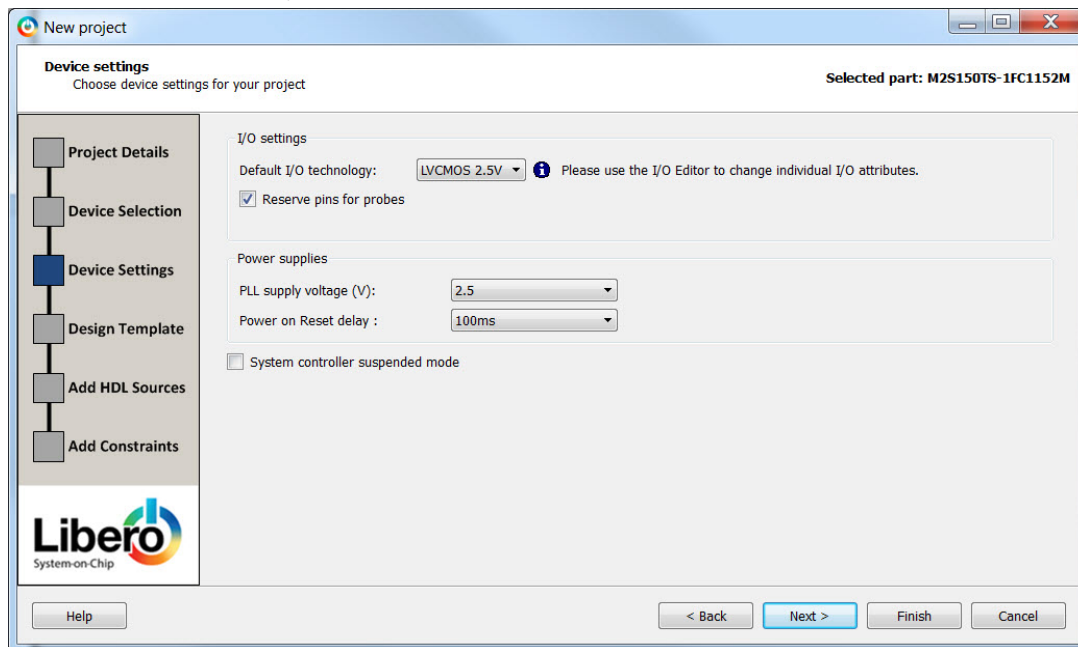 New project
Device settings
Choose device settings for your project
Selected part: M2S150TS-1FC1152M
Project Details
Device Selection
Device Settings
Design Template
Add HDL Sources
Add Constraints
Libero
System-on-Chip
I/O settings
Default I/O technology: LVCMOS 2.5V i Please use the I/O Editor to change individual I/O attributes.
Reserve pins for probes
Power supplies
PLL supply voltage (V): 2.5
Power on Reset delay : 100ms
System controller suspended mode
Help < Back Next > Finish Cancel